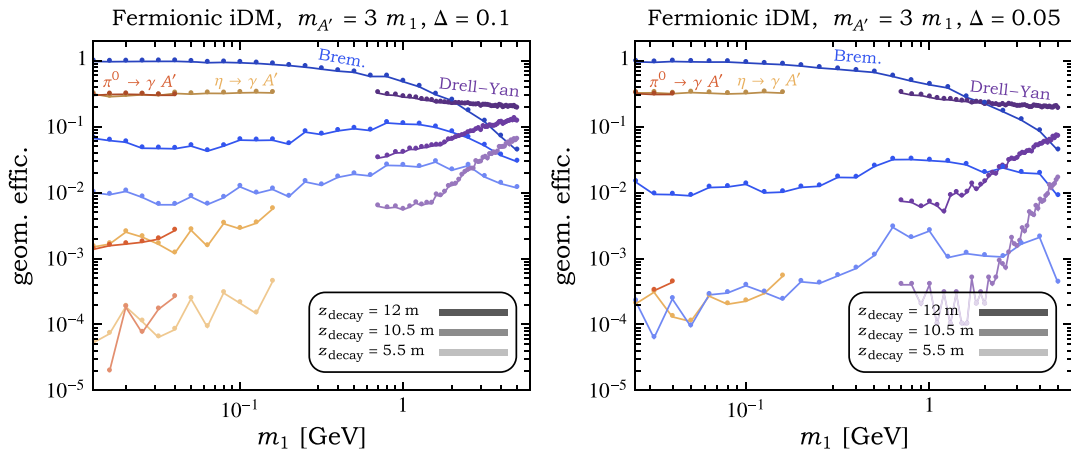 Fermionic iDM, m_A′ = 3 m_1, Δ = 0.1
geom. effic.
1
10^−1
10^−2
10^−3
10^−4
10^−5
Brem.
π^0 → γ A′
η → γ A′
Drell–Yan
z_decay = 12 m
z_decay = 10.5 m
z_decay = 5.5 m
10^−1
1
m_1 [GeV]
Fermionic iDM, m_A′ = 3 m_1, Δ = 0.05
geom. effic.
1
10^−1
10^−2
10^−3
10^−4
10^−5
Brem.
π^0 → γ A′
η → γ A′
Drell–Yan
z_decay = 12 m
z_decay = 10.5 m
z_decay = 5.5 m
10^−1
1
m_1 [GeV]